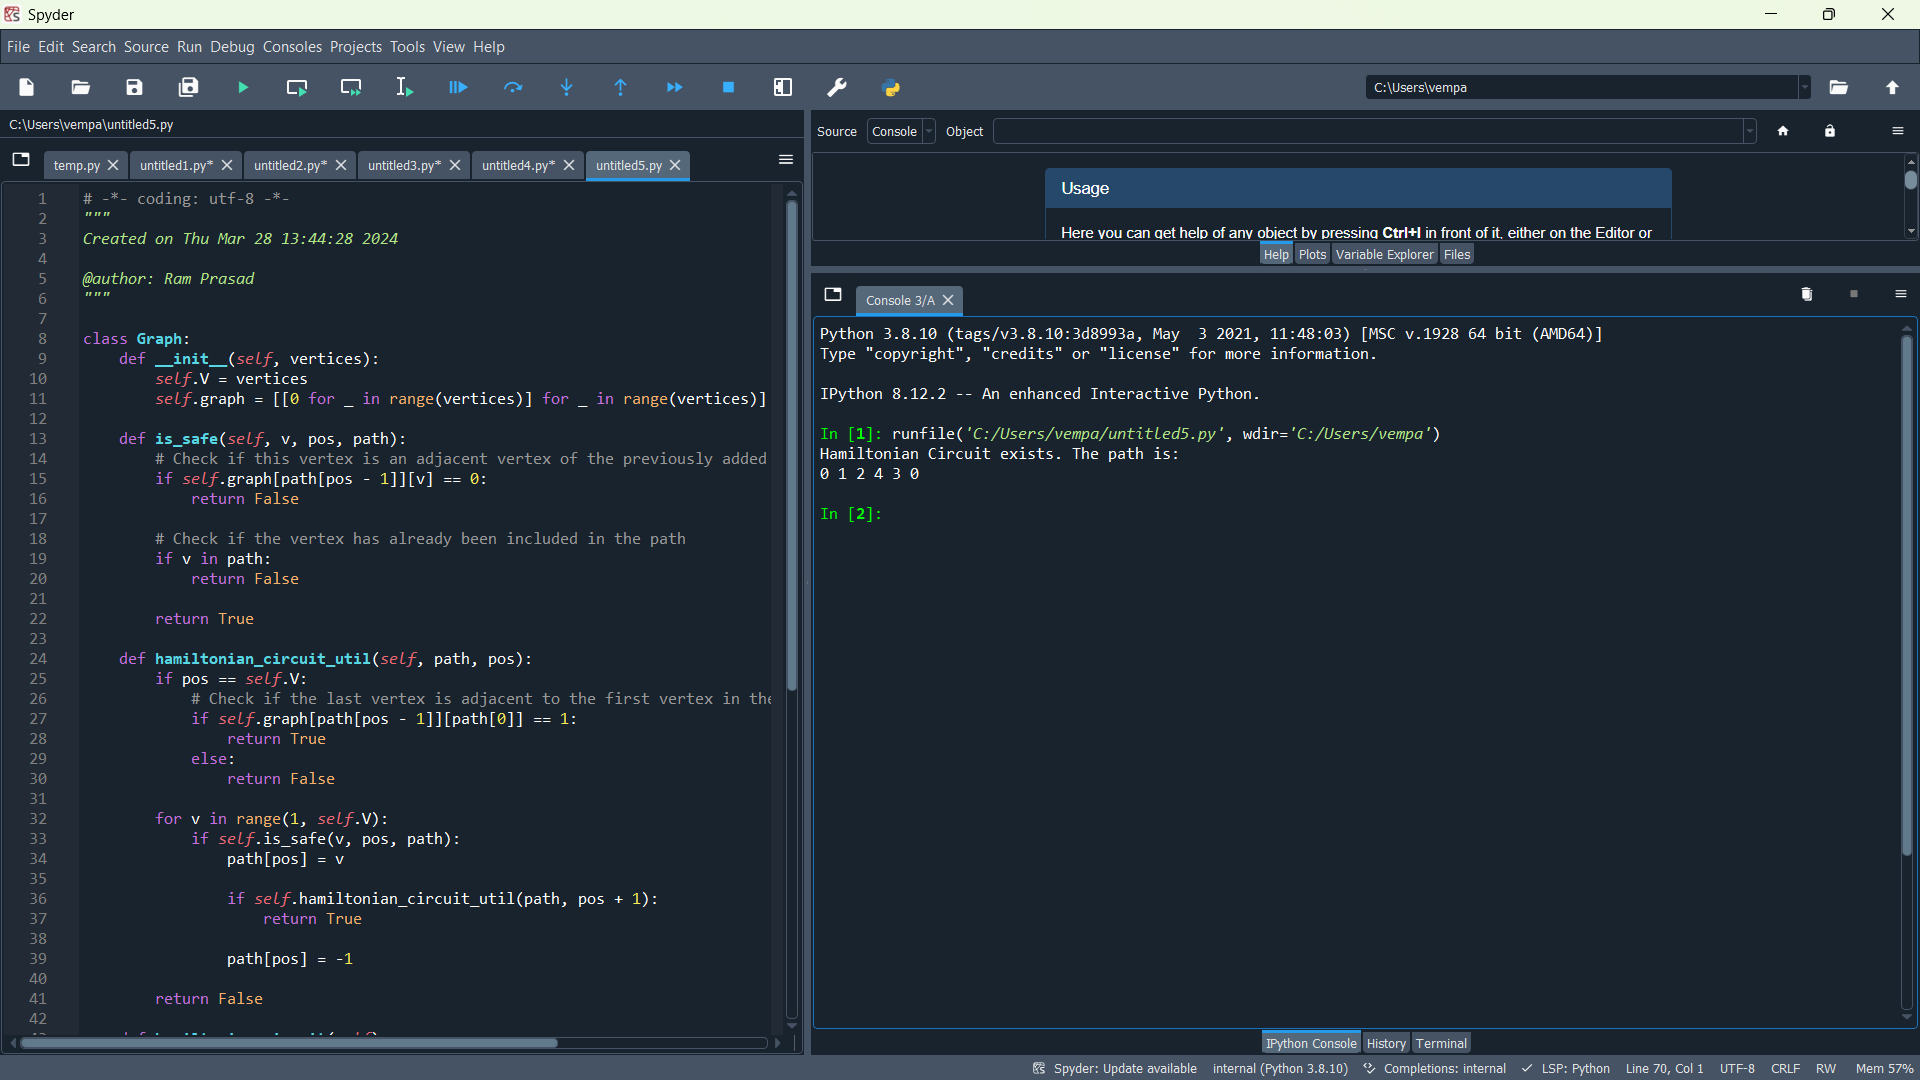 Spyder
File Edit Search Source Run Debug Consoles Projects Tools View Help
C:\Users\vempa
C:\Users\vempa\untitled5.py
temp.py untitled1.py* untitled2.py* untitled3.py* untitled4.py* untitled5.py
1 # -*- coding: utf-8 -*-
2 """
3 Created on Thu Mar 28 13:44:28 2024
4
5 @author: Ram Prasad
6 """
7
8 class Graph:
9 def __init__(self, vertices):
10 self.V = vertices
11 self.graph = [[0 for _ in range(vertices)] for _ in range(vertices)]
12
13 def is_safe(self, v, pos, path):
14 # Check if this vertex is an adjacent vertex of the previously added
15 if self.graph[path[pos - 1]][v] == 0:
16 return False
17
18 # Check if the vertex has already been included in the path
19 if v in path:
20 return False
21
22 return True
23
24 def hamiltonian_circuit_util(self, path, pos):
25 if pos == self.V:
26 # Check if the last vertex is adjacent to the first vertex in the
27 if self.graph[path[pos - 1]][path[0]] == 1:
28 return True
29 else:
30 return False
31
32 for v in range(1, self.V):
33 if self.is_safe(v, pos, path):
34 path[pos] = v
35
36 if self.hamiltonian_circuit_util(path, pos + 1):
37 return True
38
39 path[pos] = -1
40
41 return False
42
Source Console Object
Usage
Here you can get help of any object by pressing Ctrl+I in front of it, either on the Editor or
Help Plots Variable Explorer Files
Console 3/A
Python 3.8.10 (tags/v3.8.10:3d8993a, May  3 2021, 11:48:03) [MSC v.1928 64 bit (AMD64)]
Type "copyright", "credits" or "license" for more information.
IPython 8.12.2 -- An enhanced Interactive Python.
In [1]: runfile('C:/Users/vempa/untitled5.py', wdir='C:/Users/vempa')
Hamiltonian Circuit exists. The path is:
0 1 2 4 3 0
In [2]:
IPython Console History Terminal
Spyder: Update available internal (Python 3.8.10) Completions: internal LSP: Python Line 70, Col 1 UTF-8 CRLF RW Mem 57%